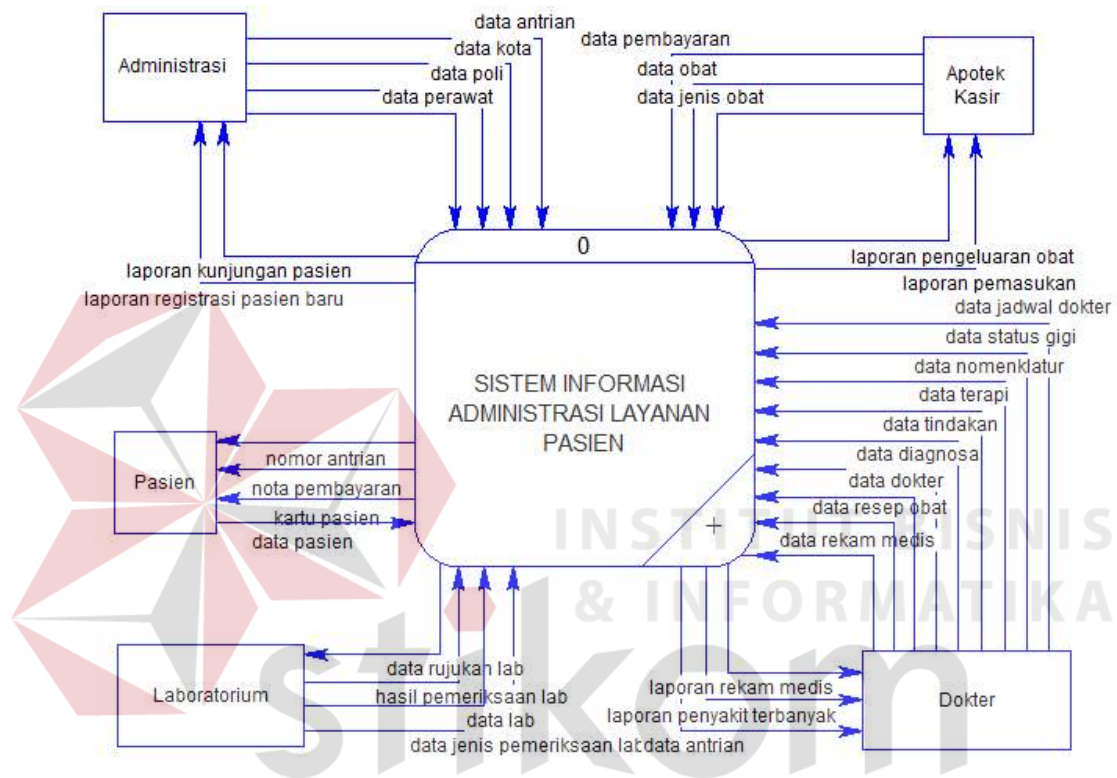 Administrasi
data antrian
data kota
data poli
data perawat
data pembayaran
data obat
data jenis obat
Apotek
Kasir
0
laporan kunjungan pasien
laporan registrasi pasien baru
laporan pengeluaran obat
laporan pemasukan
SISTEM INFORMASI
ADMINISTRASI LAYANAN
PASIEN
+
data jadwal dokter
data status gigi
data nomenklatur
data terapi
data tindakan
data diagnosa
data dokter
data resep obat
data rekam medis
Pasien
nomor antrian
nota pembayaran
kartu pasien
data pasien
INSTITUT BISNIS
& INFORMATIKA
stikom
Laboratorium
data rujukan lab
hasil pemeriksaan lab
data lab
data jenis pemeriksaan lab
laporan rekam medis
laporan penyakit terbanyak
data antrian
Dokter